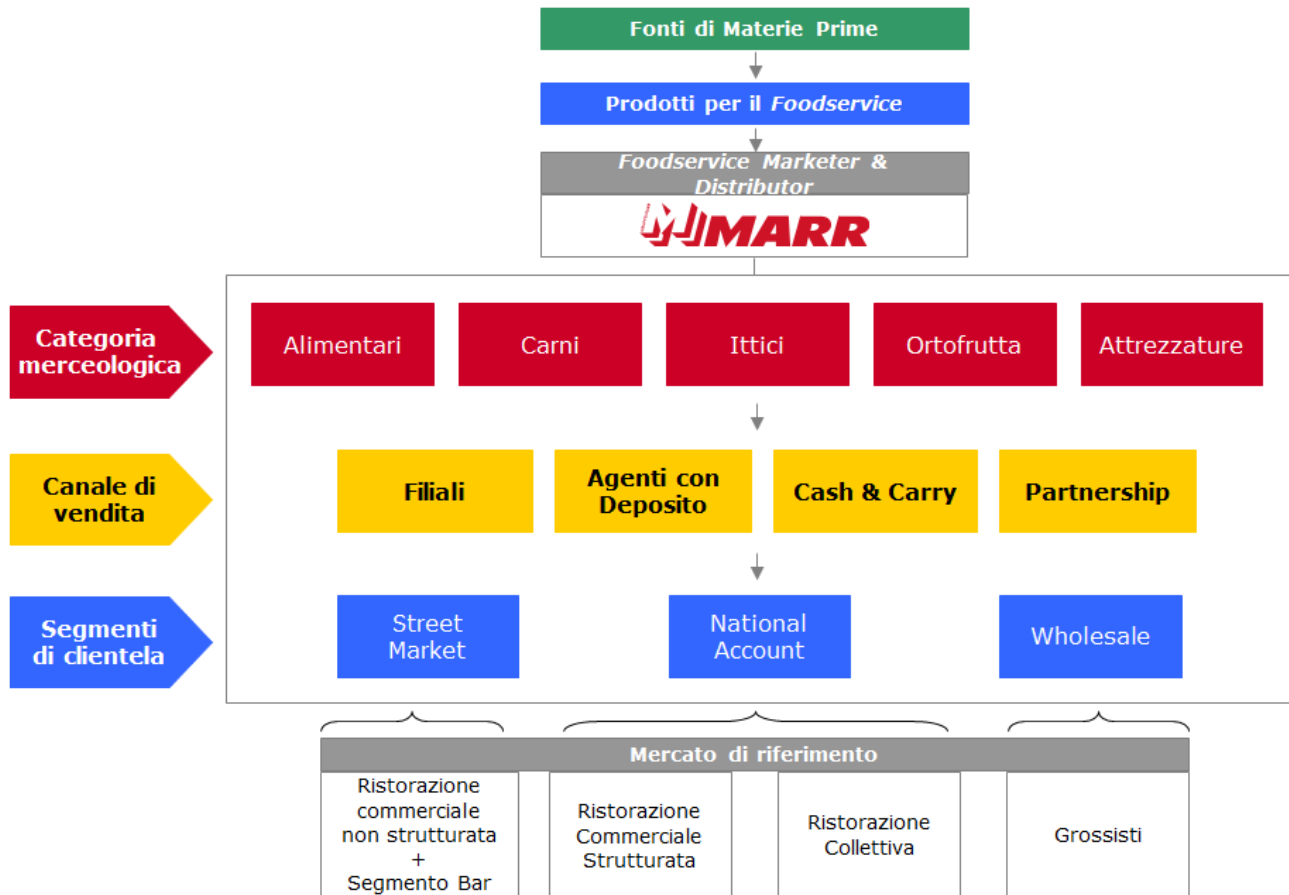 Fonti di Materie Prime
Prodotti per il Foodservice
Foodservice Marketer &
Distributor
MARR
Categoria
merceologica
Alimentari
Carni
Ittici
Ortofrutta
Attrezzature
Canale di
vendita
Filiali
Agenti con
Deposito
Cash & Carry
Partnership
Segmenti
di clientela
Street
Market
National
Account
Wholesale
Mercato di riferimento
Ristorazione
commerciale
non strutturata
+
Segmento Bar
Ristorazione
Commerciale
Strutturata
Ristorazione
Collettiva
Grossisti